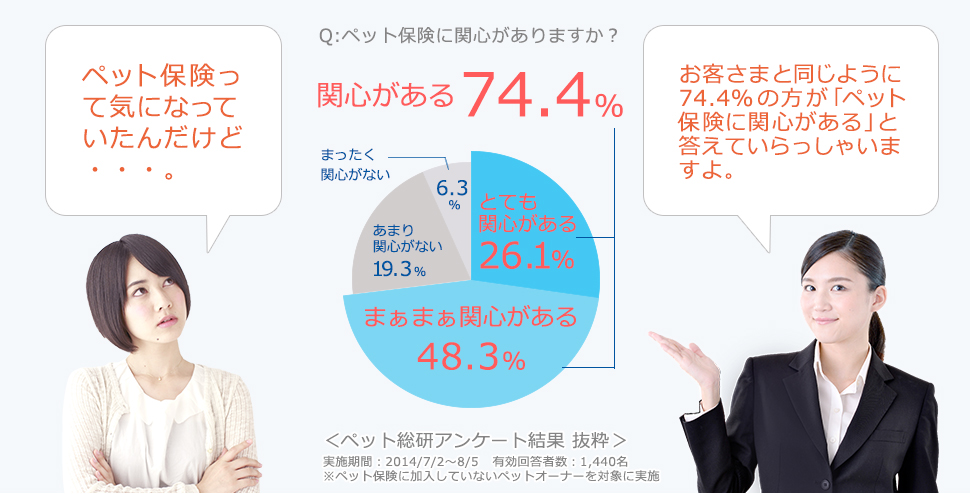 ペット保険っ
て気になって
いたんだけど
・・・。
Q:ペット保険に関心がありますか？
関心がある 74.4%
まったく
関心がない
6.3
%
とても
関心がある
26.1%
あまり
関心がない
19.3%
まぁまぁ関心がある
48.3%
＜ペット総研アンケート結果 抜粋＞
実施期間：2014/7/2～8/5　有効回答者数：1,440名
※ペット保険に加入していないペットオーナーを対象に実施
お客さまと同じように
74.4%の方が「ペット
保険に関心がある」と
答えていらっしゃいま
すよ。